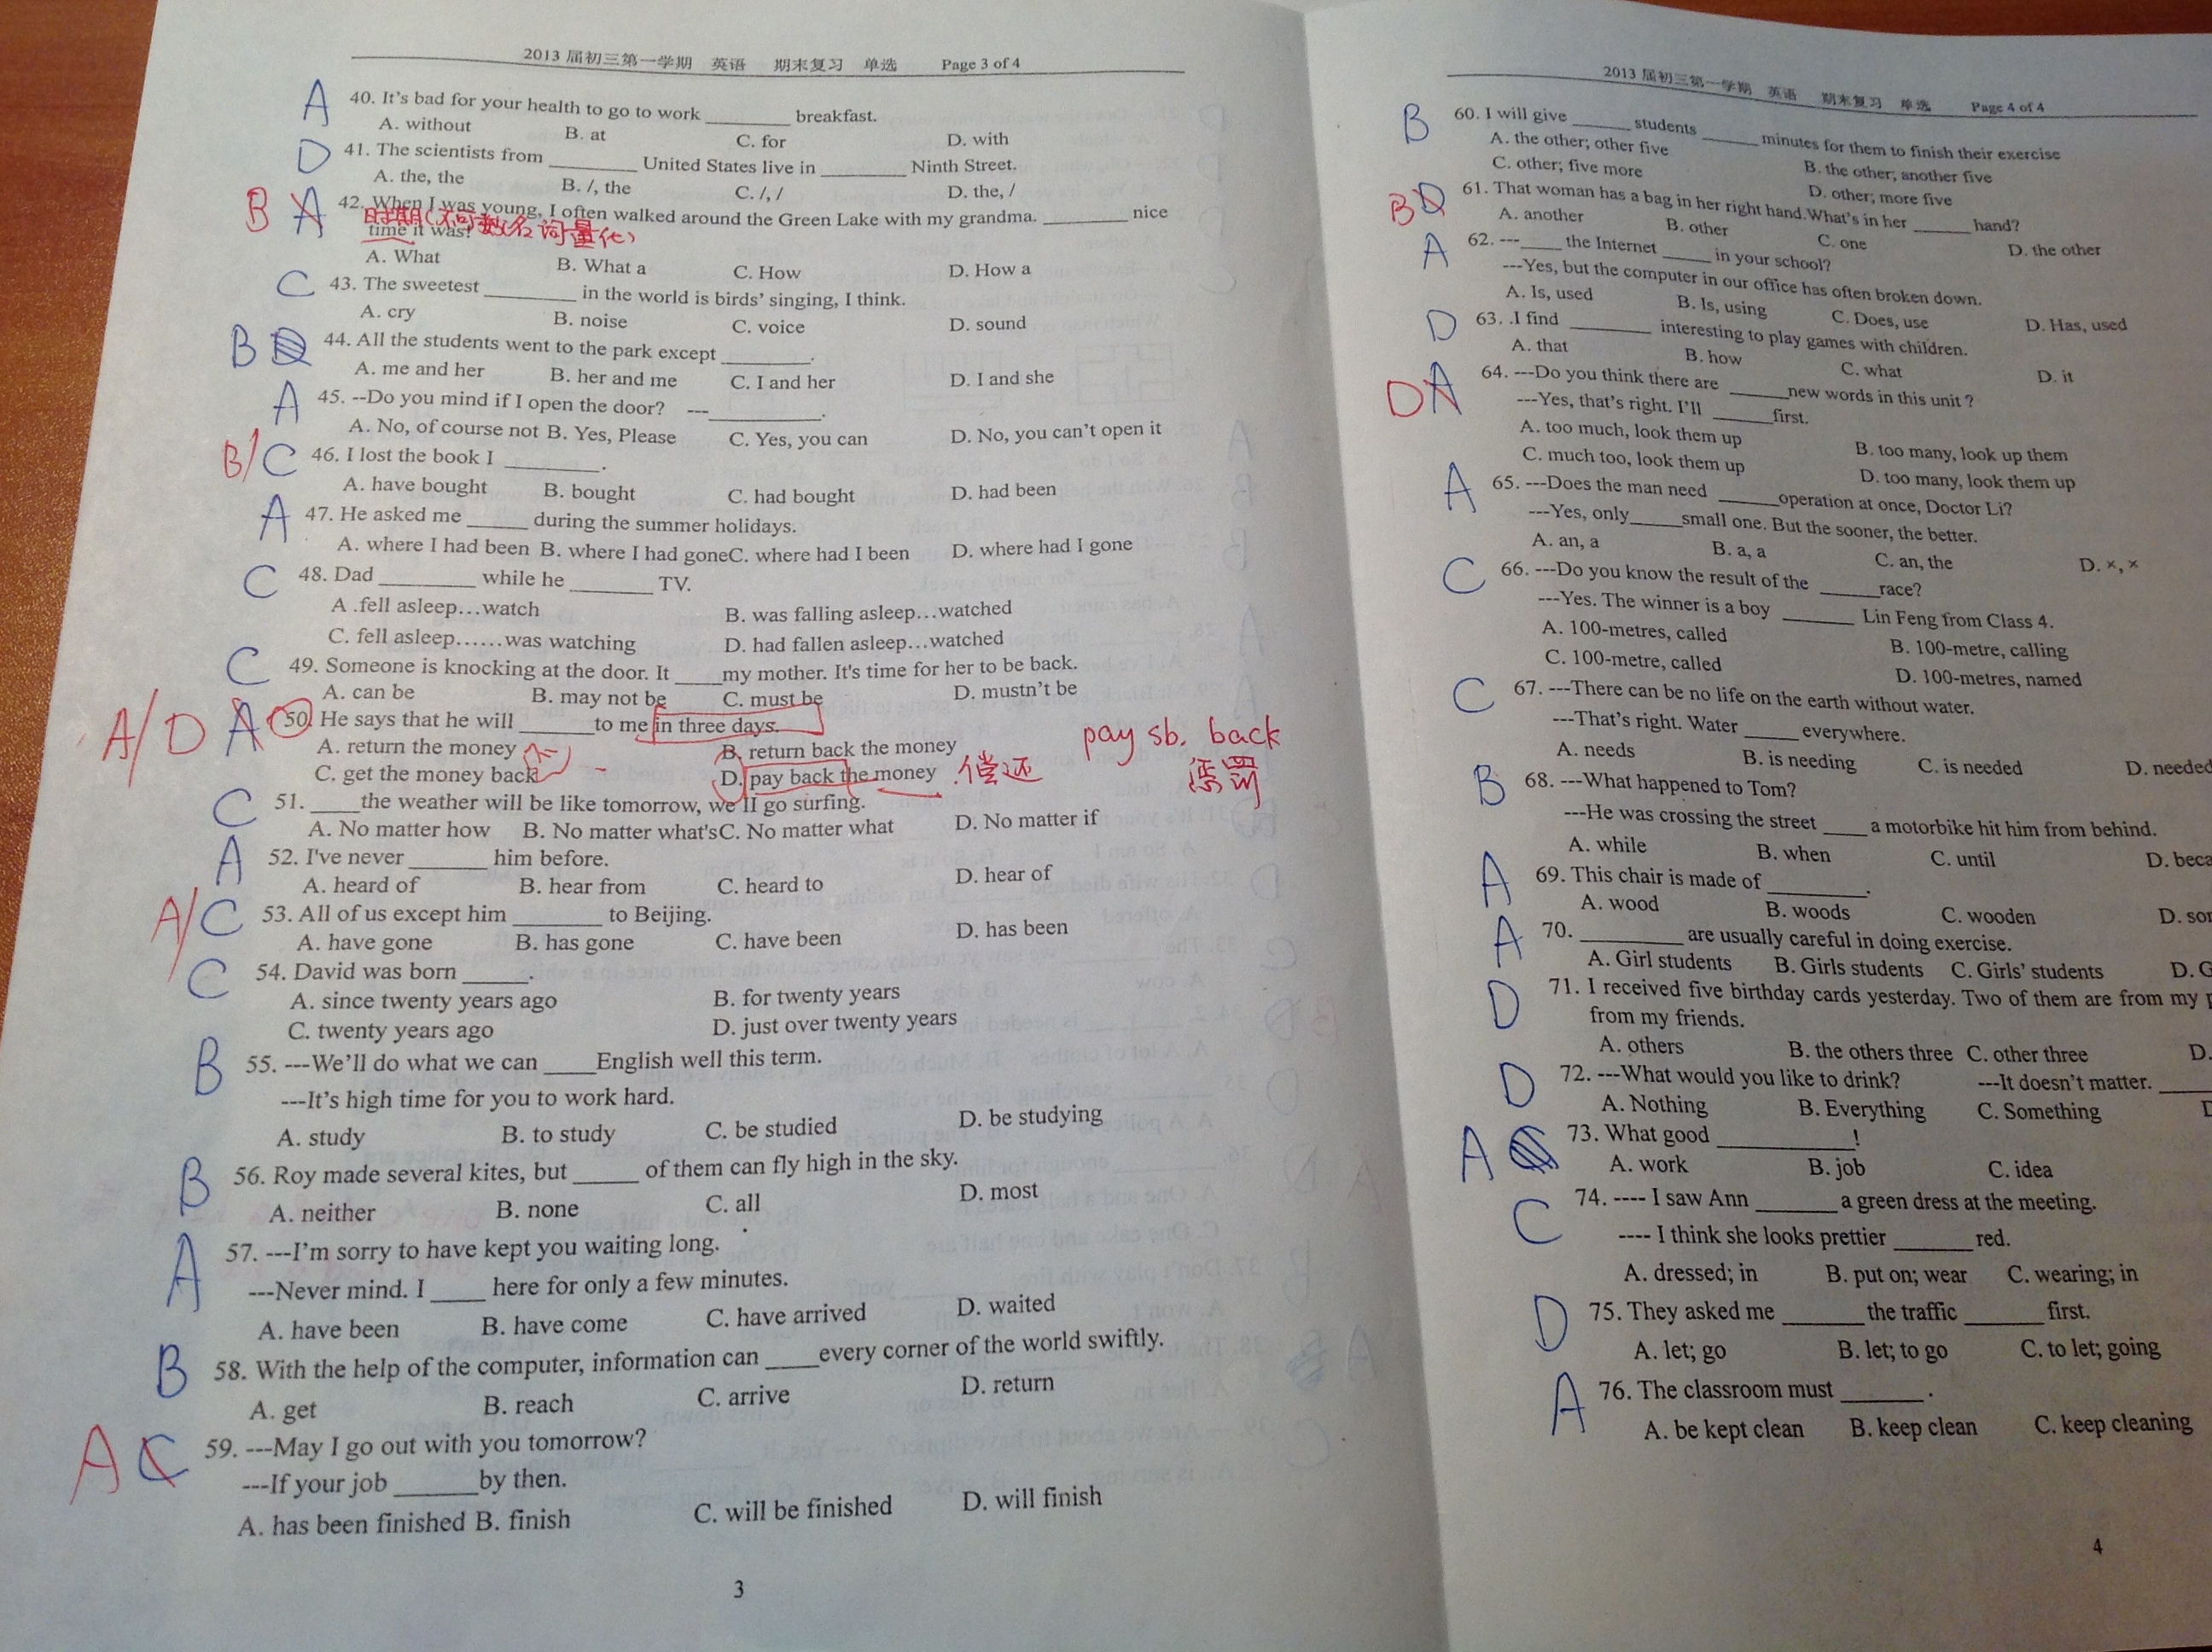 2013 届初三第一学期 英语 期末复习 单选 Page 3 of 4
A 40. It's bad for your health to go to work ________ breakfast.
A. without B. at C. for D. with
D 41. The scientists from ________ United States live in ________ Ninth Street.
A. the, the B. /, the C. /, / D. the, /
B A 42. When I was young, I often walked around the Green Lake with my grandma. ________ nice
时期(不可数名词量化)
time it was!
A. What B. What a C. How D. How a
C 43. The sweetest ________ in the world is birds' singing, I think.
A. cry B. noise C. voice D. sound
B 44. All the students went to the park except ________.
A. me and her B. her and me C. I and her D. I and she
A 45. --Do you mind if I open the door? ---________.
A. No, of course not B. Yes, Please C. Yes, you can D. No, you can't open it
B/C 46. I lost the book I ________.
A. have bought B. bought C. had bought D. had been
A 47. He asked me ______ during the summer holidays.
A. where I had been B. where I had goneC. where had I been D. where had I gone
C 48. Dad ________ while he ________ TV.
A .fell asleep…watch B. was falling asleep…watched
C. fell asleep……was watching D. had fallen asleep…watched
C 49. Someone is knocking at the door. It ____my mother. It's time for her to be back.
A. can be B. may not be C. must be D. mustn't be
A/D A 50. He says that he will ______to me in three days.
A. return the money B. return back the money pay sb. back
C. get the money back D. pay back the money 偿还 惩罚
C 51. ____the weather will be like tomorrow, we'll go surfing.
A. No matter how B. No matter what'sC. No matter what D. No matter if
A 52. I've never ______ him before.
A. heard of B. hear from C. heard to D. hear of
A/C 53. All of us except him ________ to Beijing.
A. have gone B. has gone C. have been D. has been
C 54. David was born ______.
A. since twenty years ago B. for twenty years
C. twenty years ago D. just over twenty years
B 55. ---We'll do what we can ____English well this term.
---It's high time for you to work hard.
A. study B. to study C. be studied D. be studying
B 56. Roy made several kites, but _____ of them can fly high in the sky.
A. neither B. none C. all D. most
A 57. ---I'm sorry to have kept you waiting long.
---Never mind. I ____ here for only a few minutes.
A. have been B. have come C. have arrived D. waited
B 58. With the help of the computer, information can ____every corner of the world swiftly.
A. get B. reach C. arrive D. return
A C 59. ---May I go out with you tomorrow?
---If your job ______by then.
A. has been finished B. finish C. will be finished D. will finish
3
2013 届初三第一学期 英语 期末复习 单选 Page 4 of 4
B 60. I will give ______ students ______ minutes for them to finish their exercise
A. the other; other five B. the other; another five
C. other; five more D. other; more five
B D 61. That woman has a bag in her right hand.What's in her ______ hand?
A. another B. other C. one D. the other
A 62. ---____ the Internet _____ in your school?
---Yes, but the computer in our office has often broken down.
A. Is, used B. Is, using C. Does, use D. Has, used
D 63. .I find ________ interesting to play games with children.
A. that B. how C. what D. it
D A 64. ---Do you think there are ______new words in this unit ?
---Yes, that's right. I'll ______first.
A. too much, look them up B. too many, look up them
C. much too, look them up D. too many, look them up
A 65. ---Does the man need ______operation at once, Doctor Li?
---Yes, only_____small one. But the sooner, the better.
A. an, a B. a, a C. an, the D. ×, ×
C 66. ---Do you know the result of the ______race?
---Yes. The winner is a boy _______ Lin Feng from Class 4.
A. 100-metres, called B. 100-metre, calling
C. 100-metre, called D. 100-metres, named
C 67. ---There can be no life on the earth without water.
---That's right. Water _____ everywhere.
A. needs B. is needing C. is needed D. needed
B 68. ---What happened to Tom?
---He was crossing the street ____ a motorbike hit him from behind.
A. while B. when C. until D.
A 69. This chair is made of _________.
A. wood B. woods C. wooden D.
A 70. _________ are usually careful in doing exercise.
A. Girl students B. Girls students C. Girls' students D.
D 71. I received five birthday cards yesterday. Two of them are from my
from my friends.
A. others B. the others three C. other three D.
D 72. ---What would you like to drink? ---It doesn't matter. ____
A. Nothing B. Everything C. Something
A 73. What good ____________!
A. work B. job C. idea
C 74. ---- I saw Ann _______ a green dress at the meeting.
---- I think she looks prettier _______ red.
A. dressed; in B. put on; wear C. wearing; in
D 75. They asked me _______ the traffic _______ first.
A. let; go B. let; to go C. to let; going
A 76. The classroom must _______ .
A. be kept clean B. keep clean C. keep cleaning
4